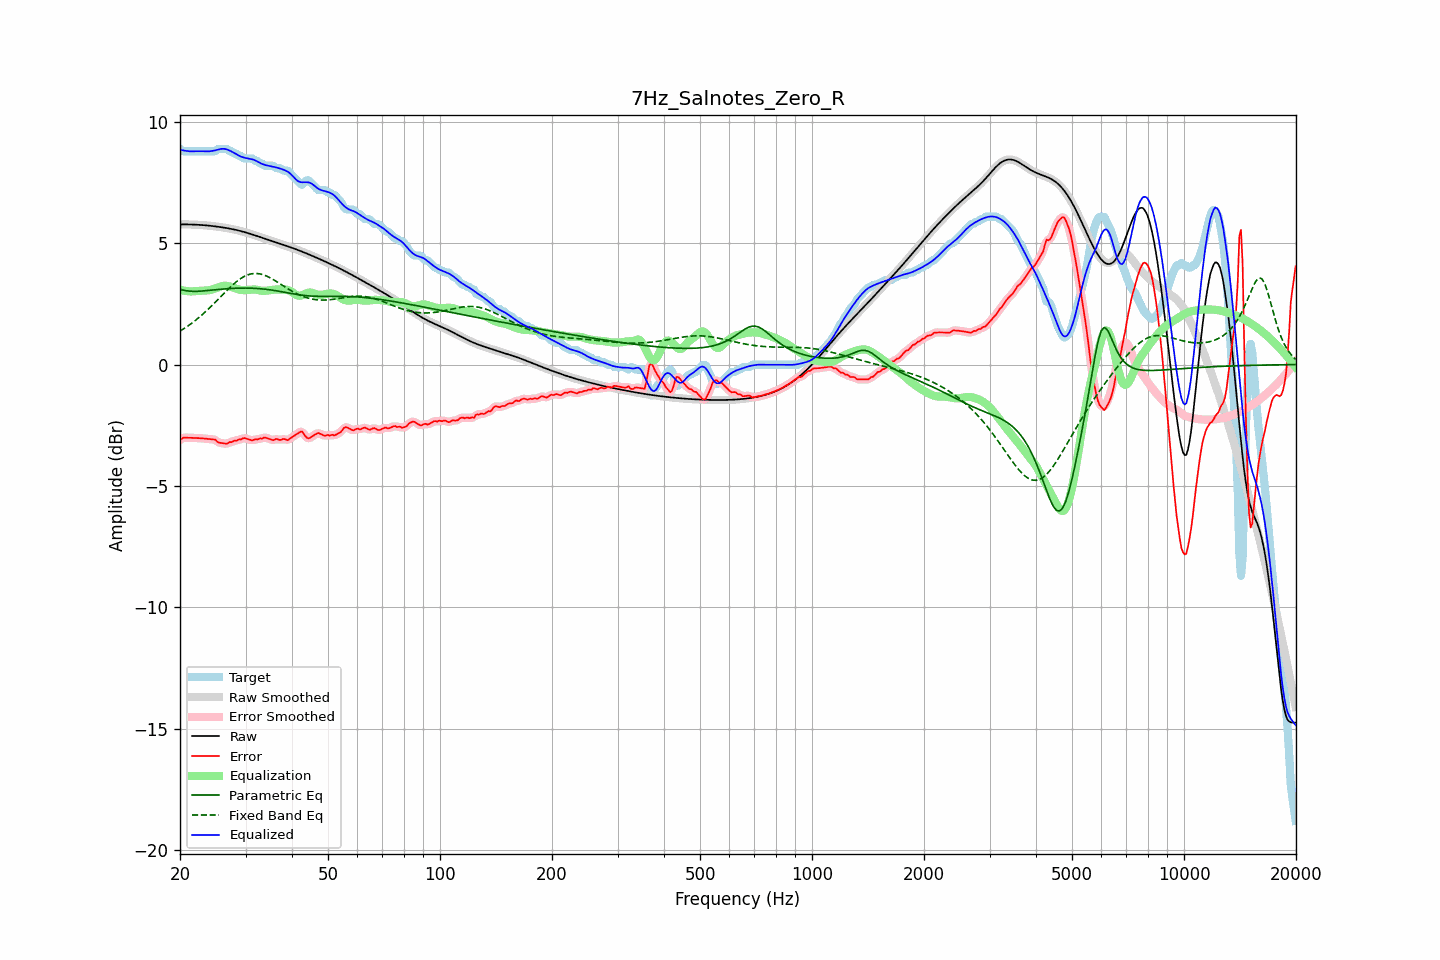 7Hz_Salnotes_Zero_R
10
5
0
−5
−10
−15
−20
Amplitude (dBr)
Target
Raw Smoothed
Error Smoothed
Raw
Error
Equalization
Parametric Eq
Fixed Band Eq
Equalized
20 50 100 200 500 1000 2000 5000 10000 20000
Frequency (Hz)